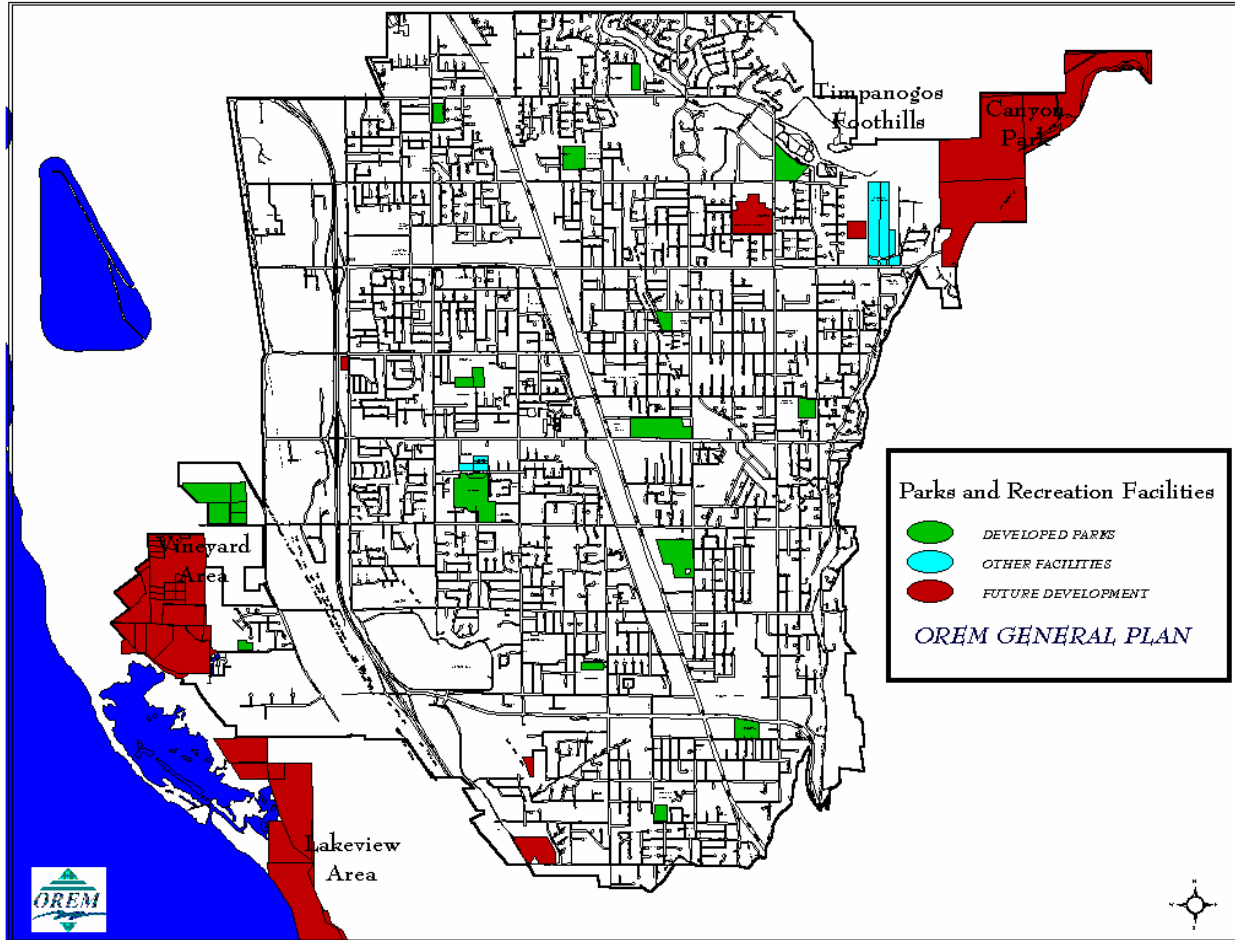 Timpanogos
Foothills
Canyon
Park
Parks and Recreation Facilities
DEVELOPED PARKS
OTHER FACILITIES
FUTURE DEVELOPMENT
OREM GENERAL PLAN
Vineyard
Area
Lakeview
Area
OREM